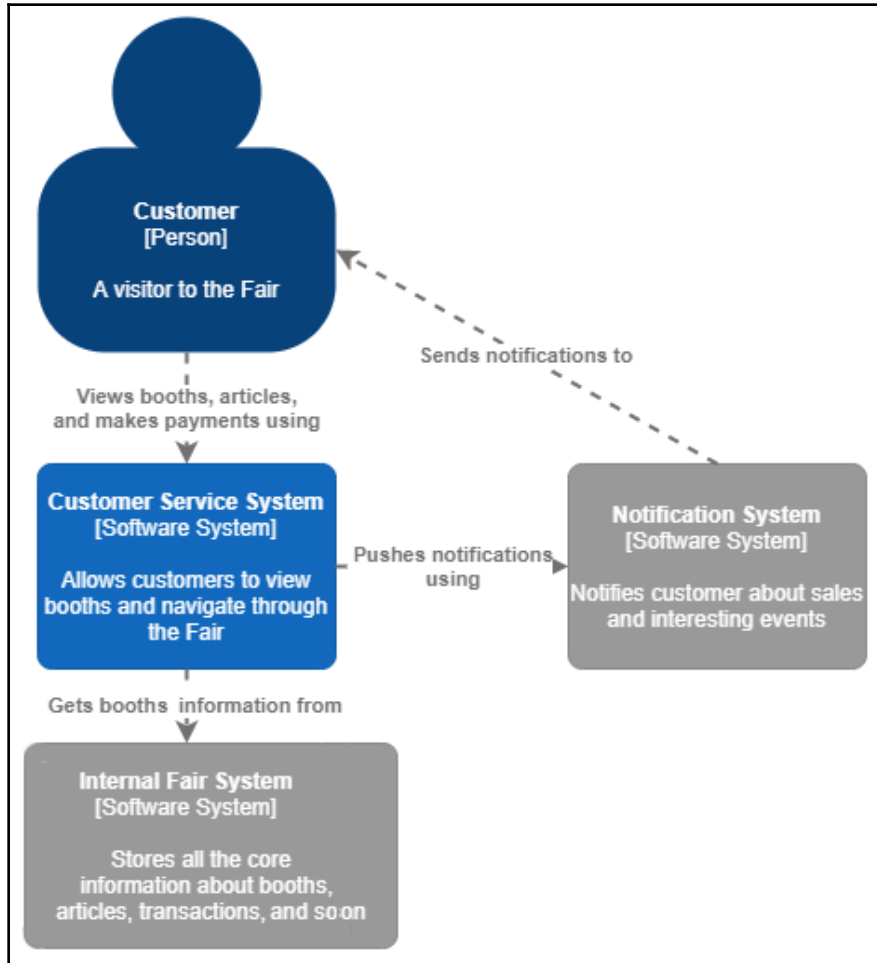 Customer
[Person]
A visitor to the Fair
Sends notifications to
Views booths, articles,
and makes payments using
Customer Service System
[Software System]
Allows customers to view
booths and navigate through
the Fair
Pushes notifications
using
Notification System
[Software System]
Notifies customer about sales
and interesting events
Gets booths information from
Internal Fair System
[Software System]
Stores all the core
information about booths,
articles, transactions, and soon